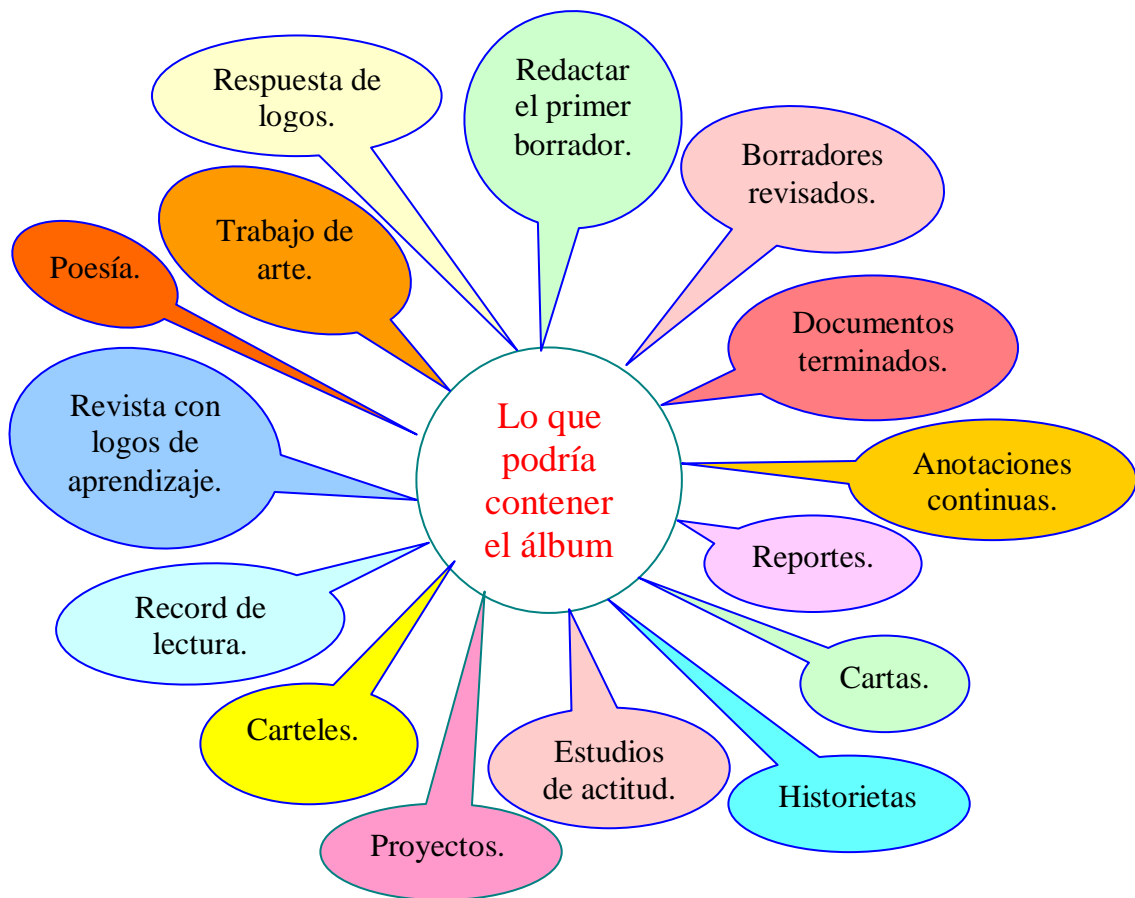 Respuesta de
logos.
Redactar
el primer
borrador.
Borradores
revisados.
Trabajo de
arte.
Poesía.
Documentos
terminados.
Revista con
logos de
aprendizaje.
Lo que
podría
contener
el álbum
Anotaciones
continuas.
Reportes.
Record de
lectura.
Cartas.
Carteles.
Estudios
de actitud.
Historietas
Proyectos.